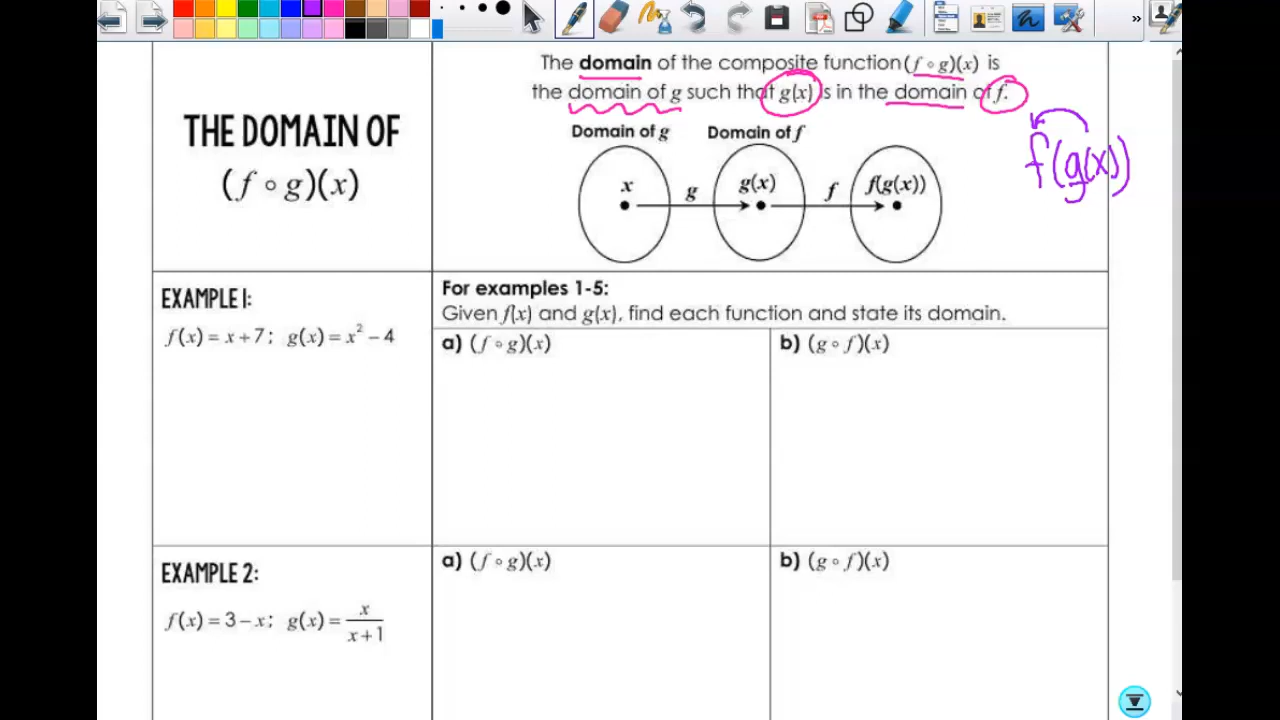 »
THE DOMAIN OF
(f ∘ g)(x)
The domain of the composite function (f ∘ g)(x) is
the domain of g such that g(x) is in the domain of f.
Domain of g Domain of f
x g g(x) f f(g(x))
f(g(x))
EXAMPLE 1:
f(x) = x + 7; g(x) = x² − 4
For examples 1-5:
Given f(x) and g(x), find each function and state its domain.
a) (f ∘ g)(x)
b) (g ∘ f)(x)
EXAMPLE 2:
f(x) = 3 − x; g(x) = x/(x + 1)
a) (f ∘ g)(x)
b) (g ∘ f)(x)